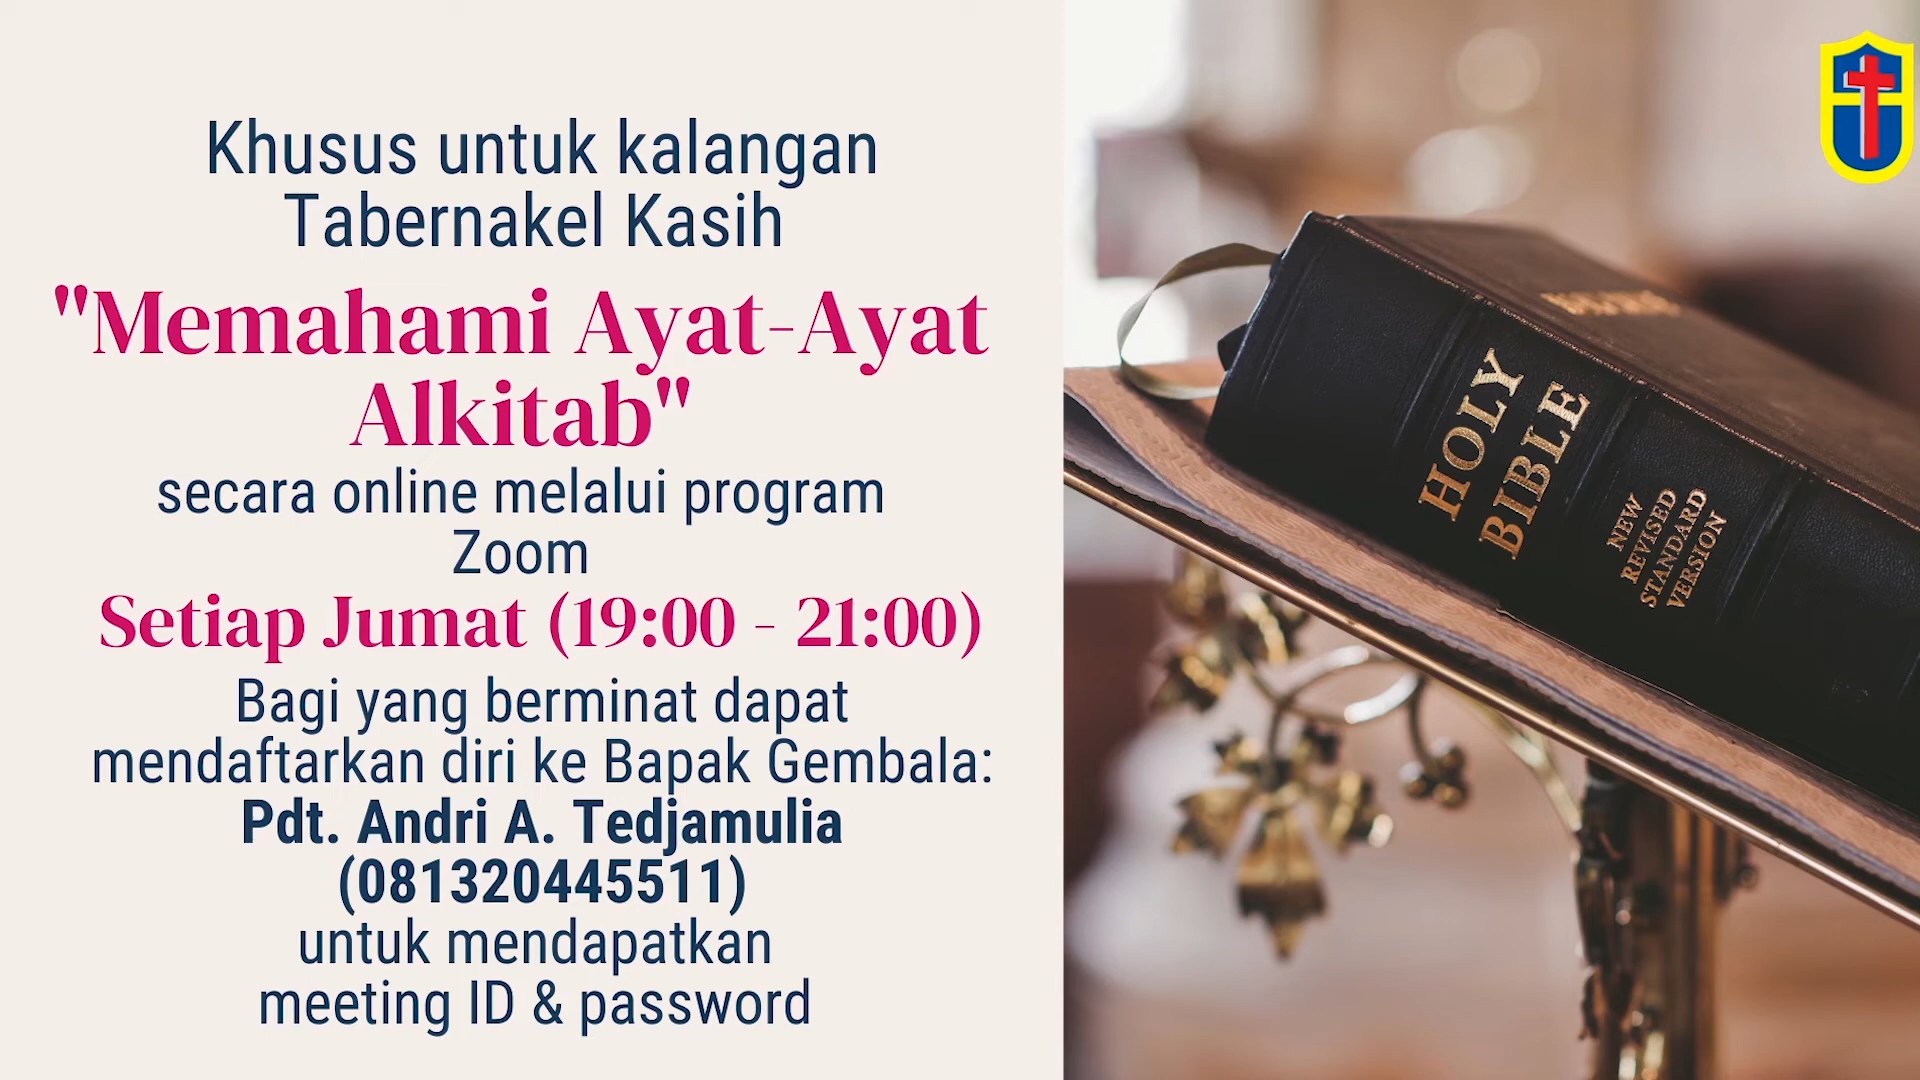 Khusus untuk kalangan
Tabernakel Kasih
"Memahami Ayat-Ayat
Alkitab"
secara online melalui program
Zoom
Setiap Jumat (19:00 - 21:00)
Bagi yang berminat dapat
mendaftarkan diri ke Bapak Gembala:
Pdt. Andri A. Tedjamulia
(081320445511)
untuk mendapatkan
meeting ID & password
HOLY
BIBLE
NEW
REVISED
STANDARD
VERSION